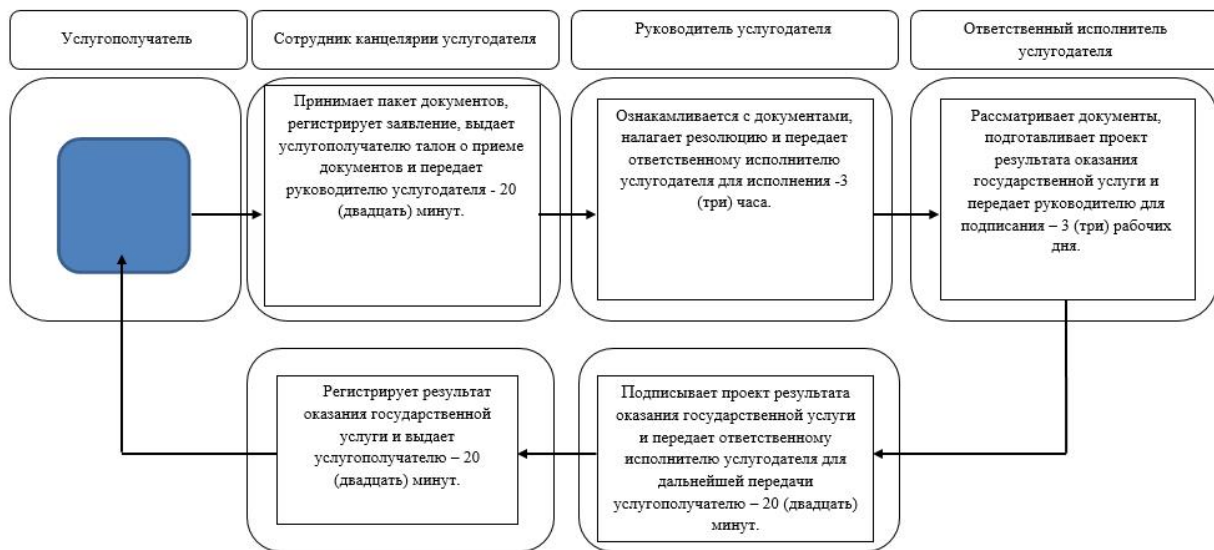 Услугополучатель
Сотрудник канцелярии услугодателя
Руководитель услугодателя
Ответственный исполнитель
услугодателя
Принимает пакет документов,
регистрирует заявление, выдает
услугополучателю талон о приеме
документов и передает
руководителю услугодателя - 20
(двадцать) минут.
Ознакамливается с документами,
налагает резолюцию и передает
ответственному исполнителю
услугодателя для исполнения -3
(три) часа.
Рассматривает документы,
подготавливает проект
результата оказания
государственной услуги и
передает руководителю для
подписания – 3 (три) рабочих
дня.
Регистрирует результат
оказания государственной
услуги и выдает
услугополучателю – 20
(двадцать) минут.
Подписывает проект результата
оказания государственной услуги
и передает ответственному
исполнителю услугодателя для
дальнейшей передачи
услугополучателю – 20 (двадцать)
минут.